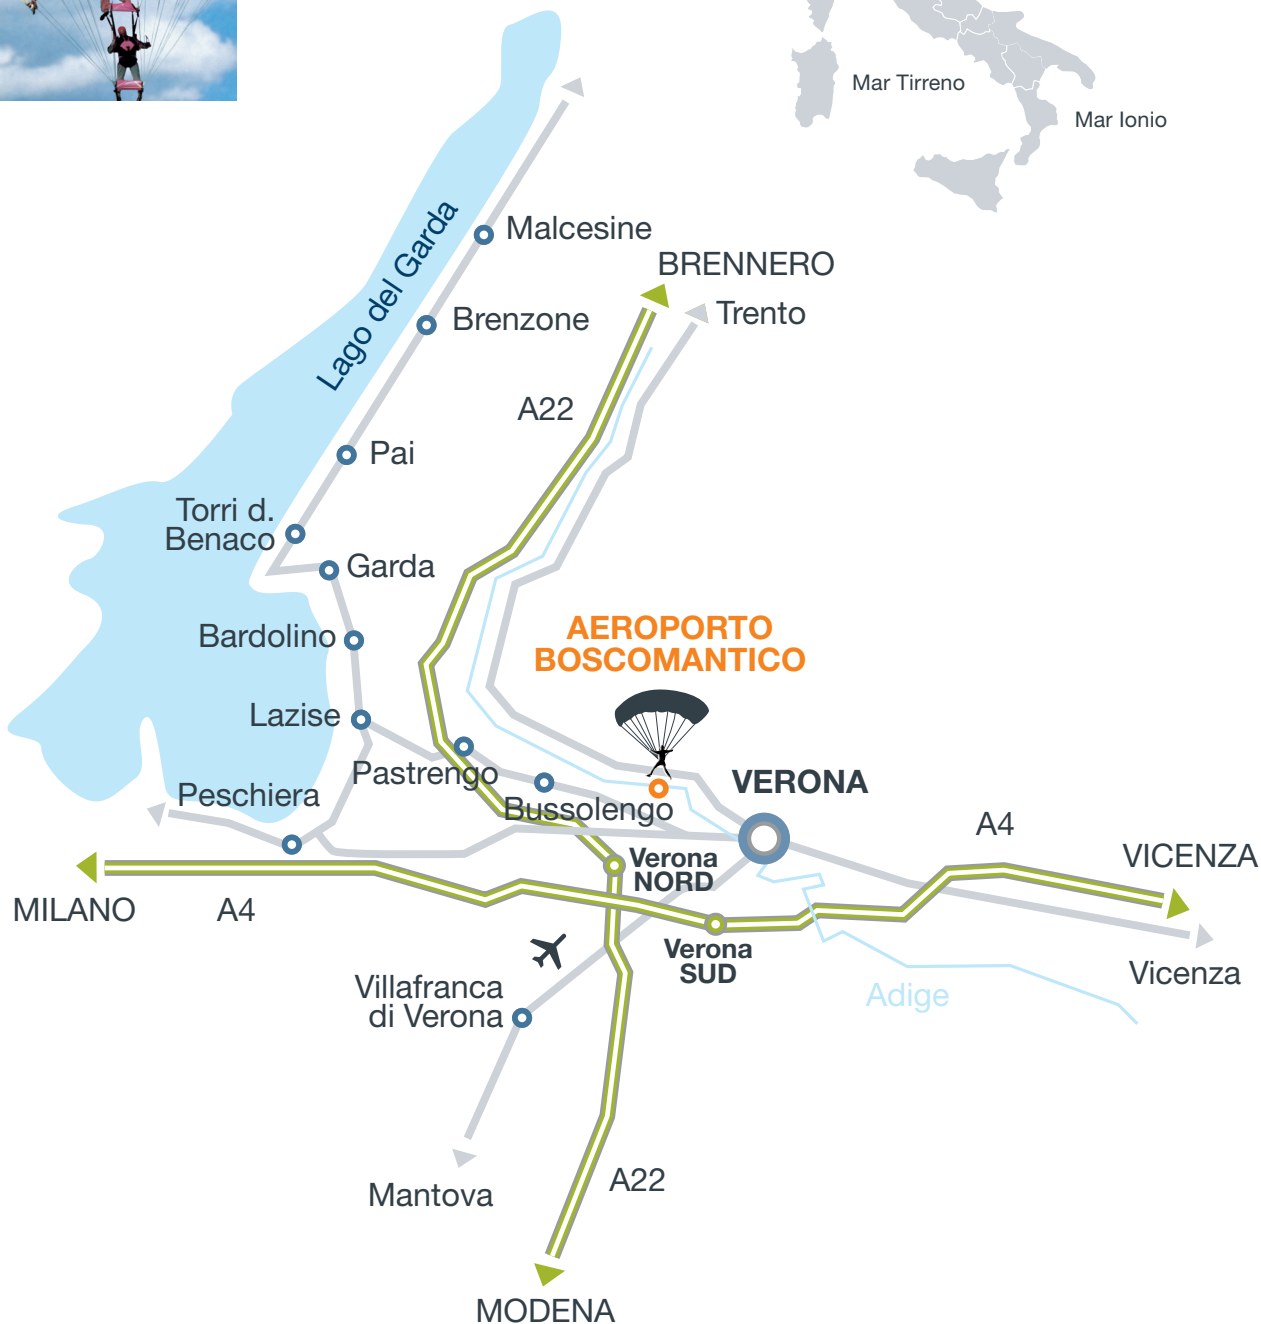 Mar Tirreno
Mar Ionio
Malcesine
BRENNERO
Lago del Garda
Brenzone
Trento
A22
Pai
Torri d.
Benaco
Garda
AEROPORTO
BOSCOMANTICO
Bardolino
Lazise
Pastrengo
VERONA
Peschiera
Bussolengo
A4
VICENZA
Verona
NORD
MILANO
A4
Verona
SUD
Vicenza
Villafranca
di Verona
Adige
A22
Mantova
MODENA